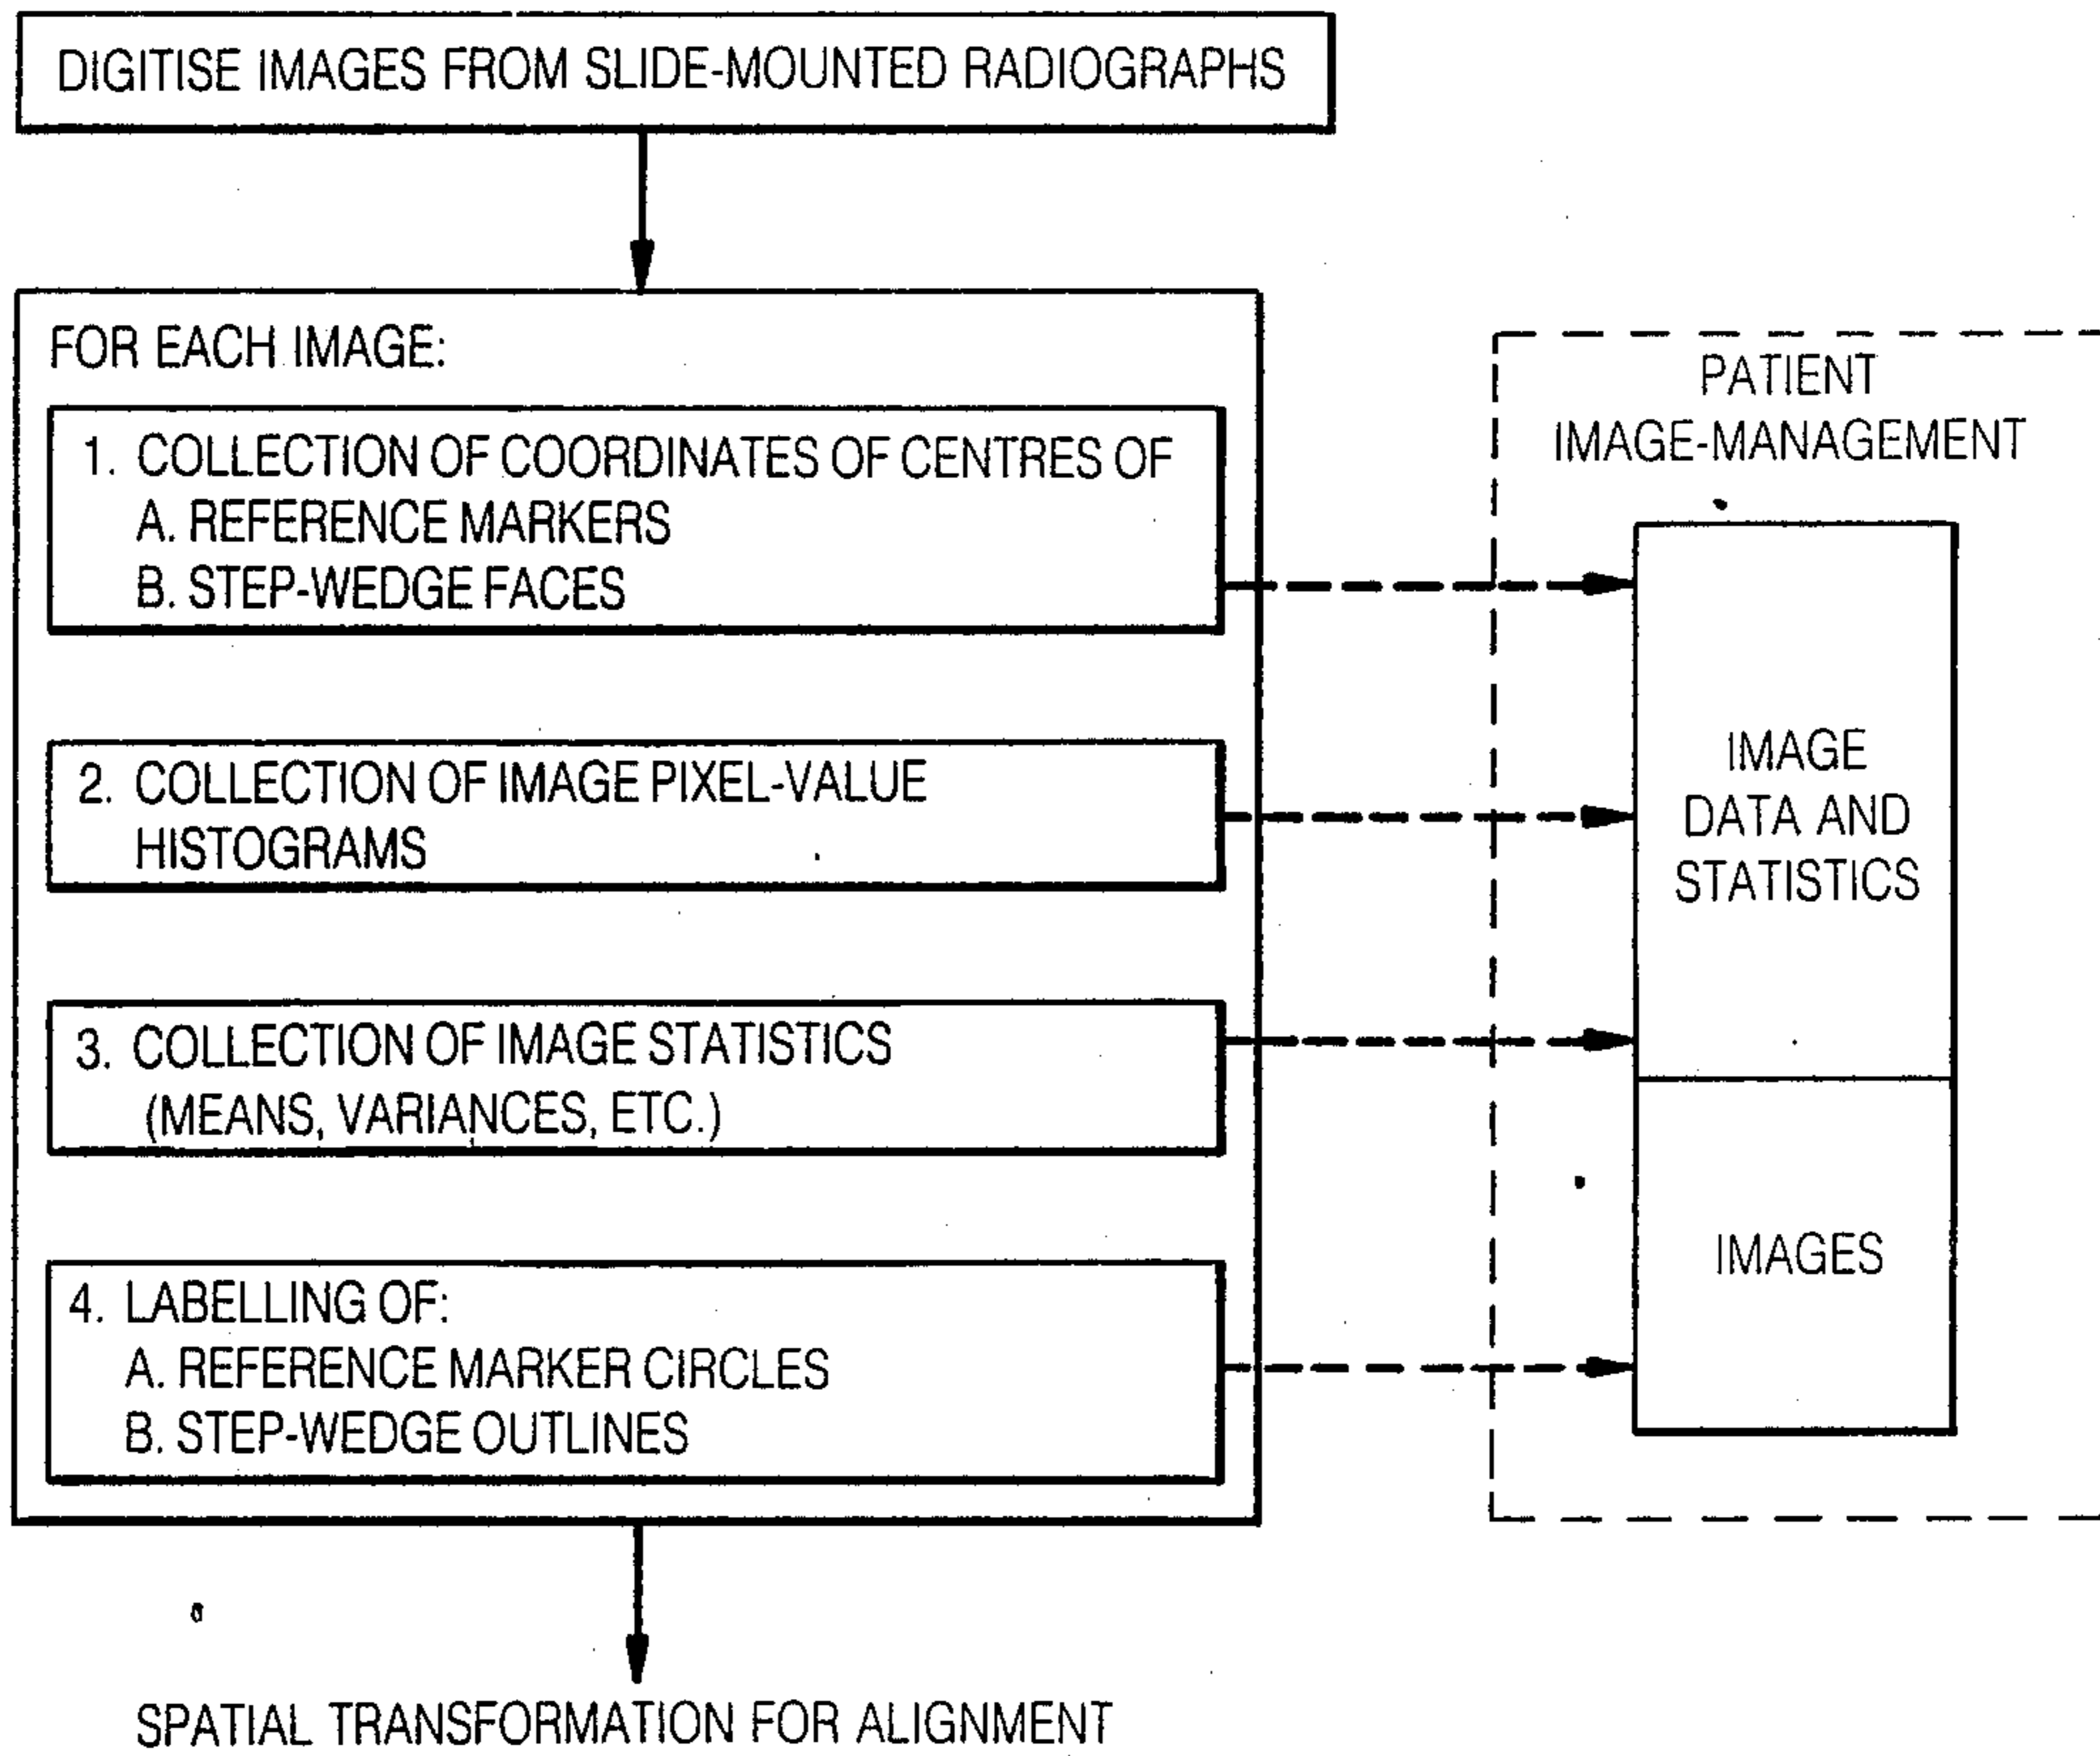 DIGITISE IMAGES FROM SLIDE-MOUNTED RADIOGRAPHS
FOR EACH IMAGE:
1. COLLECTION OF COORDINATES OF CENTRES OF
A. REFERENCE MARKERS
B. STEP-WEDGE FACES
2. COLLECTION OF IMAGE PIXEL-VALUE
HISTOGRAMS
3. COLLECTION OF IMAGE STATISTICS
(MEANS, VARIANCES, ETC.)
4. LABELLING OF:
A. REFERENCE MARKER CIRCLES
B. STEP-WEDGE OUTLINES
PATIENT
IMAGE-MANAGEMENT
IMAGE
DATA AND
STATISTICS
IMAGES
SPATIAL TRANSFORMATION FOR ALIGNMENT